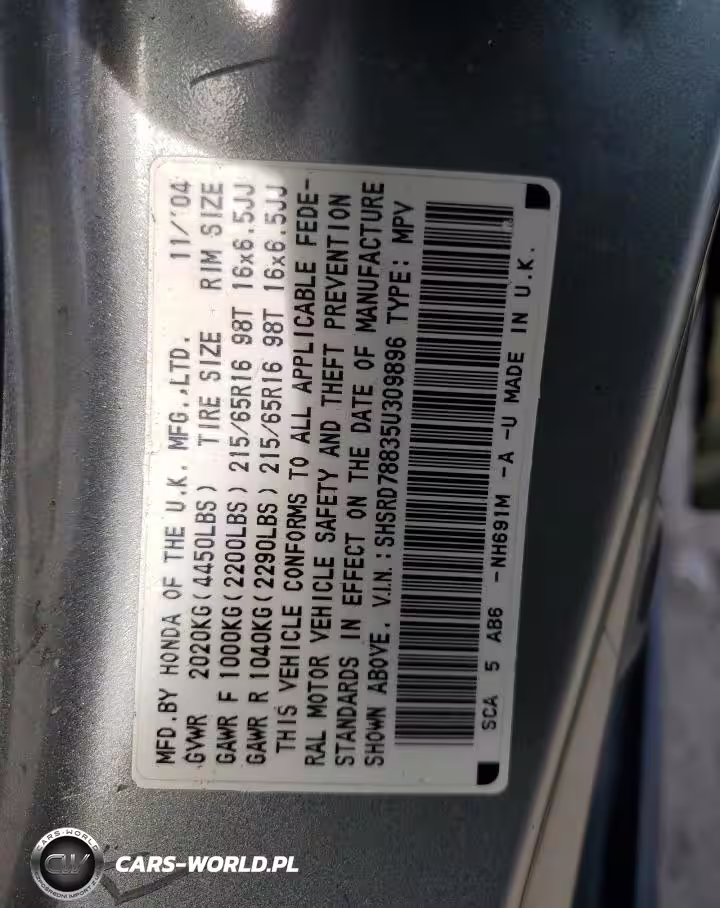 MFD.BY HONDA OF THE U.K. MFG.,LTD. 11/'04
GVWR 2020KG(4450LBS) TIRE SIZE RIM SIZE
GAWR F 1000KG(2200LBS) 215/65R16 98T 16x6.5JJ
GAWR R 1040KG(2290LBS) 215/65R16 98T 16x6.5JJ
THIS VEHICLE CONFORMS TO ALL APPLICABLE FEDE-
RAL MOTOR VEHICLE SAFETY AND THEFT PREVENTION
STANDARDS IN EFFECT ON THE DATE OF MANUFACTURE
SHOWN ABOVE. V.I.N.:SHSRD78835U309896 TYPE: MPV
SCA 5 AB6 -NH691M -A -U MADE IN U.K.
CARS-WORLD
CW
CARS-WORLD.PL